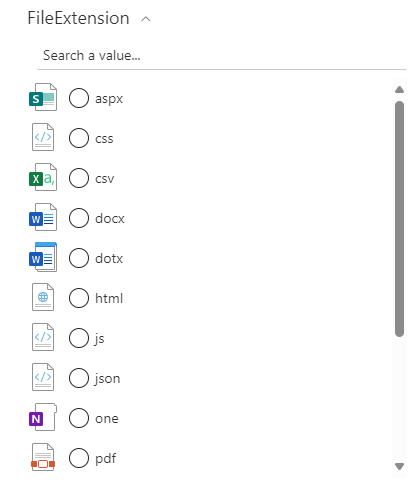 FileExtension
Search a value...
aspx
css
csv
docx
dotx
html
js
json
one
pdf